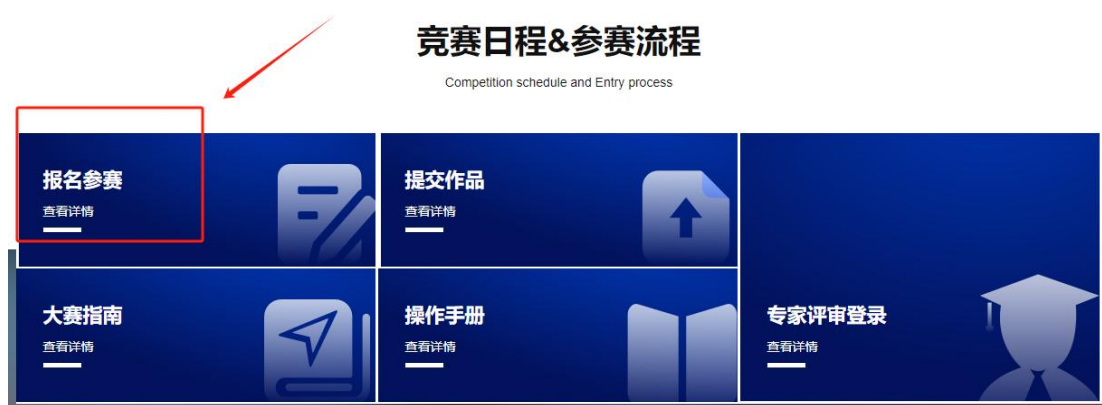 竞赛日程&参赛流程
Competition schedule and Entry process
报名参赛
查看详情
提交作品
查看详情
大赛指南
查看详情
操作手册
查看详情
专家评审登录
查看详情